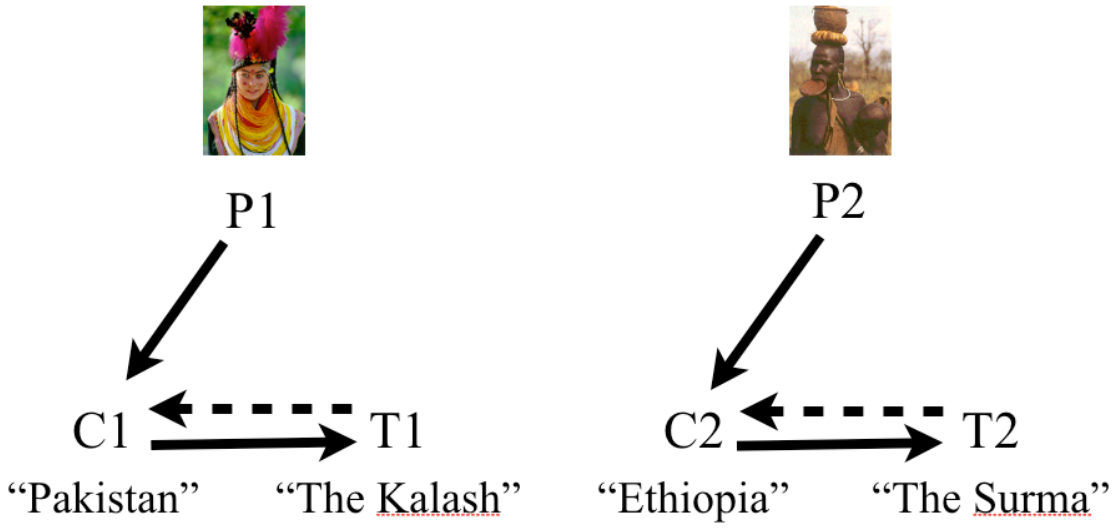 P1
P2
C1
T1
C2
T2
“Pakistan”
“The Kalash”
“Ethiopia”
“The Surma”